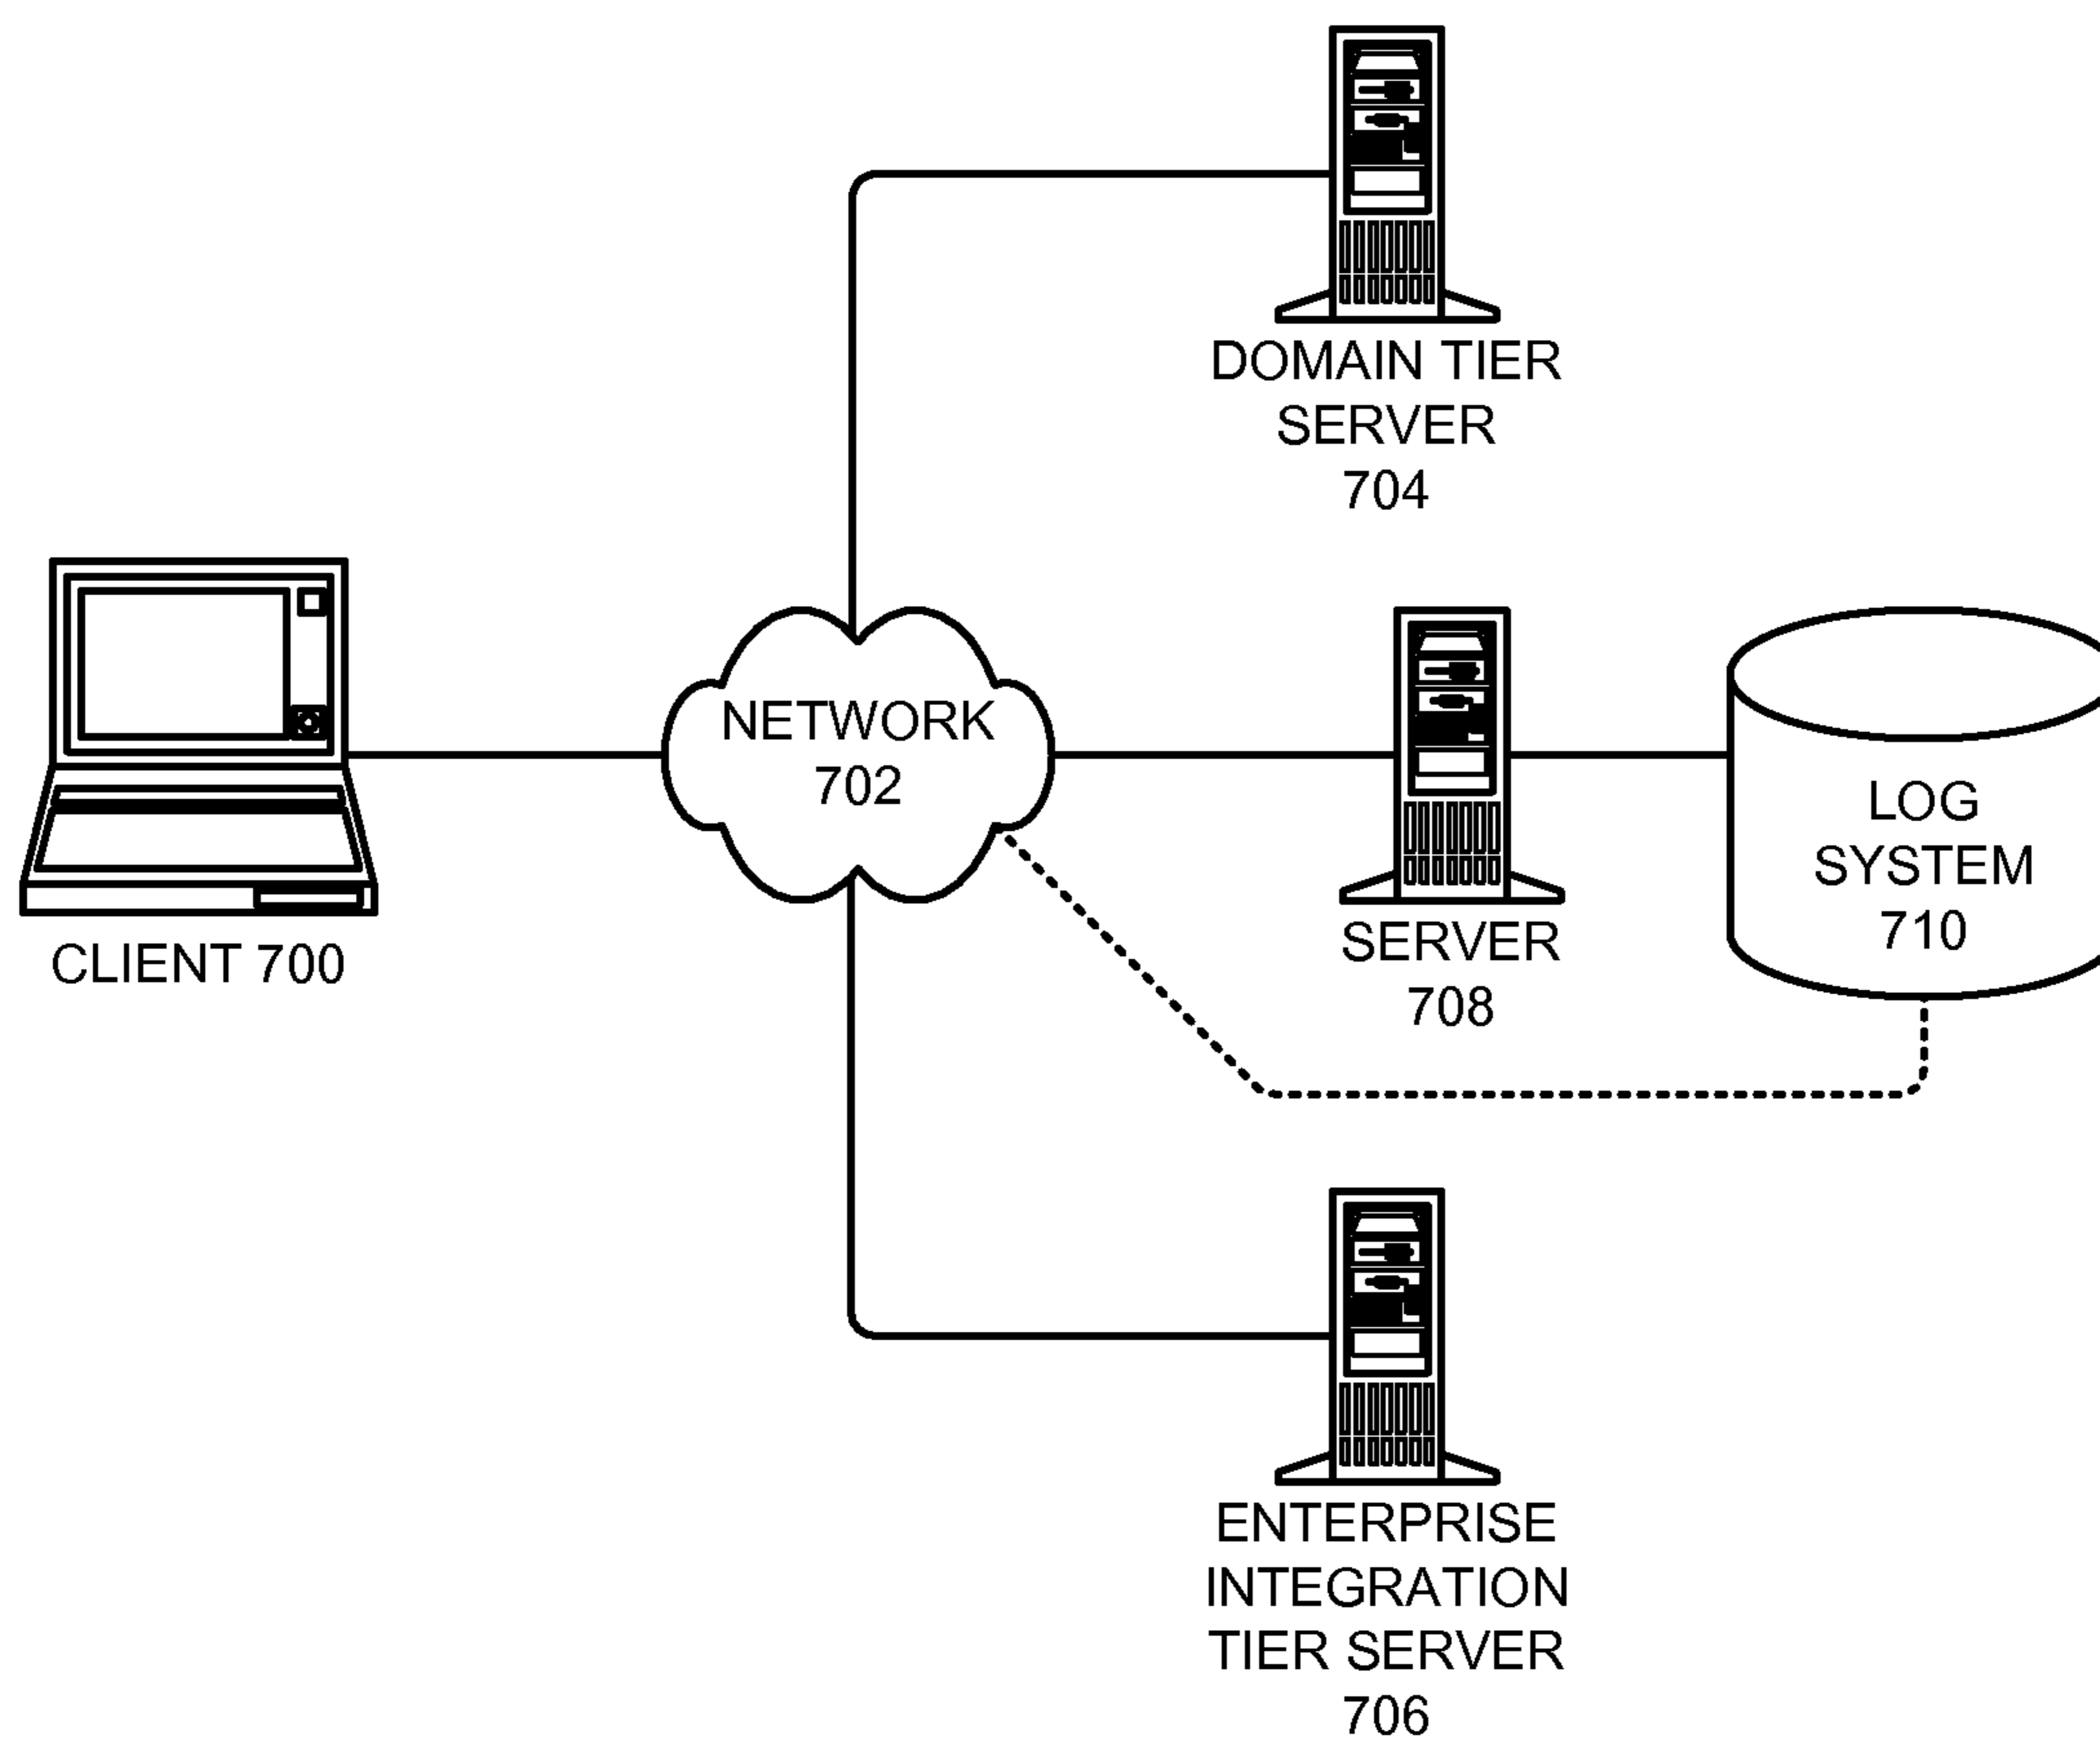 DOMAIN TIER
SERVER
704
NETWORK
702
LOG
SYSTEM
710
CLIENT 700
SERVER
708
ENTERPRISE
INTEGRATION
TIER SERVER
706